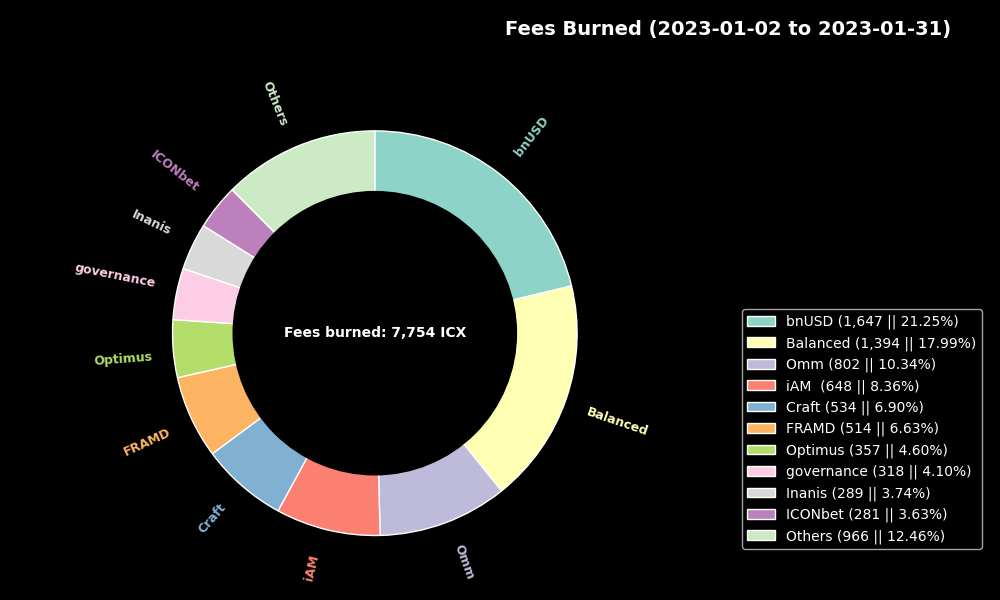 Fees Burned (2023-01-02 to 2023-01-31)
Others
bnUSD
ICONbet
Inanis
governance
Optimus
FRAMD
Craft
iAM
Omm
Balanced
Fees burned: 7,754 ICX
bnUSD (1,647 || 21.25%)
Balanced (1,394 || 17.99%)
Omm (802 || 10.34%)
iAM  (648 || 8.36%)
Craft (534 || 6.90%)
FRAMD (514 || 6.63%)
Optimus (357 || 4.60%)
governance (318 || 4.10%)
Inanis (289 || 3.74%)
ICONbet (281 || 3.63%)
Others (966 || 12.46%)